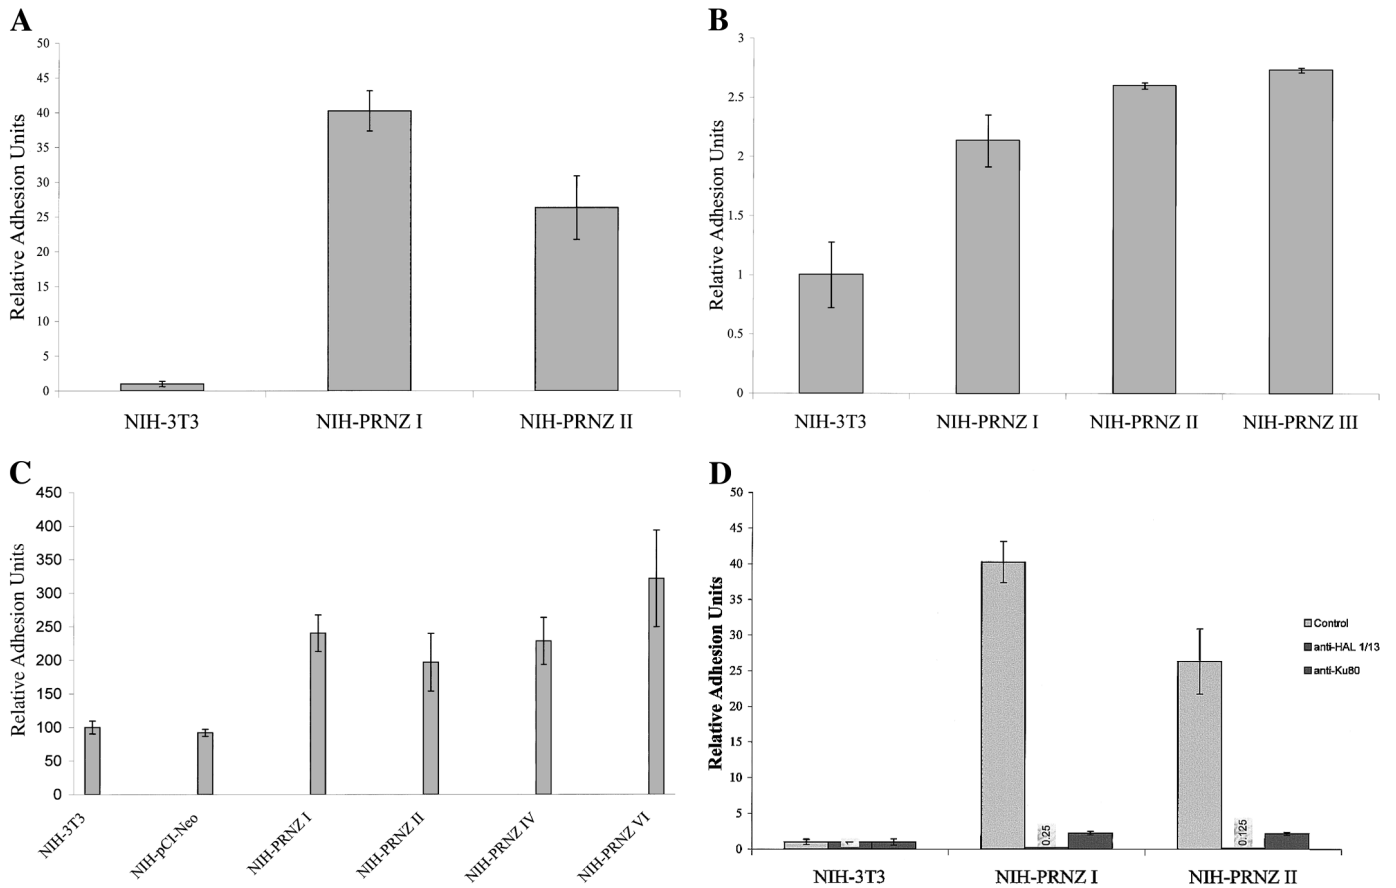 A
Relative Adhesion Units
50
45
40
35
30
25
20
15
10
5
0
NIH-3T3
NIH-PRNZ I
NIH-PRNZ II
B
Relative Adhesion Units
3
2.5
2
1.5
1
0.5
0
NIH-3T3
NIH-PRNZ I
NIH-PRNZ II
NIH-PRNZ III
C
Relative Adhesion Units
450
400
350
300
250
200
150
100
50
0
NIH-3T3
NIH-pCI-Neo
NIH-PRNZ I
NIH-PRNZ II
NIH-PRNZ IV
NIH-PRNZ VI
D
Relative Adhesion Units
50
45
40
35
30
25
20
15
10
5
0
1
0.25
0.125
NIH-3T3
NIH-PRNZ I
NIH-PRNZ II
Control
anti-HAL 1/13
anti-Ku80